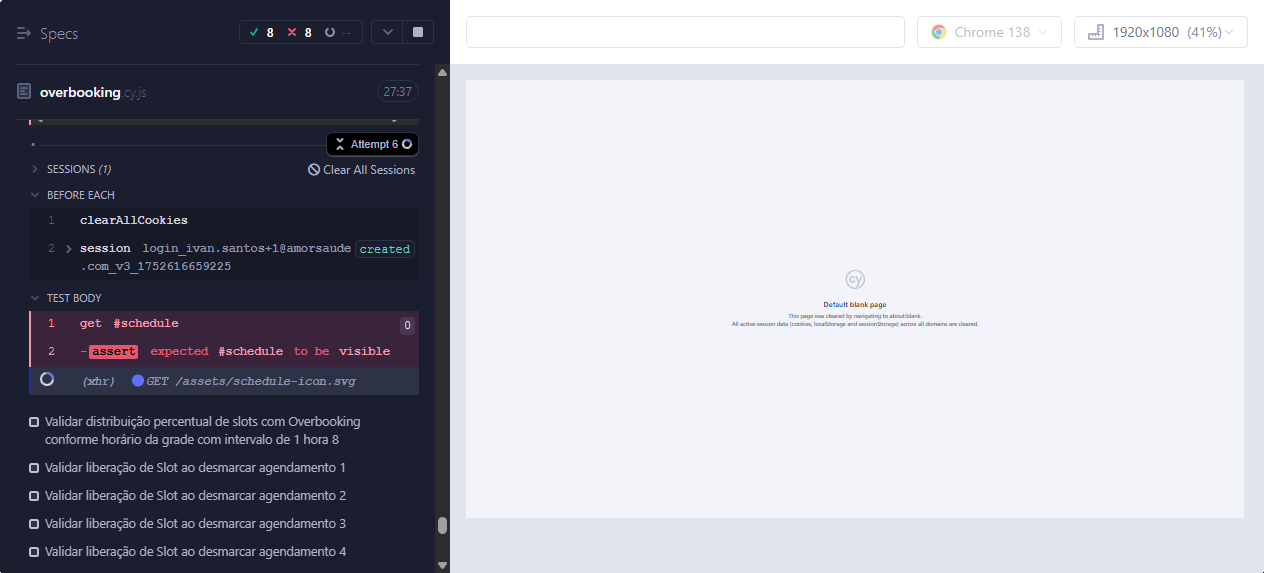 Specs
8 8 --
Chrome 138
1920x1080 (41%)
overbooking.cy.js
27:37
Attempt 6
SESSIONS (1)
Clear All Sessions
BEFORE EACH
1 clearAllCookies
2 session login_ivan.santos+1@amorsaude
.com_v3_1752616659225
created
TEST BODY
1 get #schedule 0
2 -assert expected #schedule to be visible
(xhr) GET /assets/schedule-icon.svg
Validar distribuição percentual de slots com Overbooking
conforme horário da grade com intervalo de 1 hora 8
Validar liberação de Slot ao desmarcar agendamento 1
Validar liberação de Slot ao desmarcar agendamento 2
Validar liberação de Slot ao desmarcar agendamento 3
Validar liberação de Slot ao desmarcar agendamento 4
cy
Default blank page
This page was cleared by navigating to about:blank.
All active session data (cookies, localStorage and sessionStorage) across all domains are cleared.